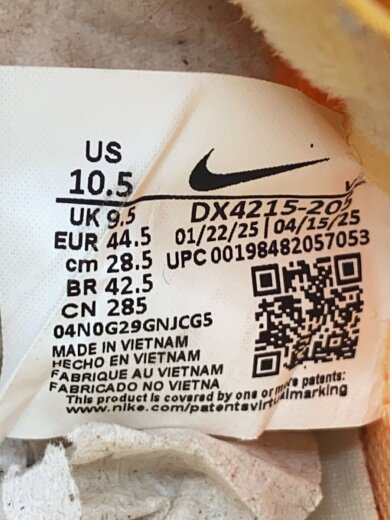 US
10.5
UK 9.5
DX4215-202
EUR 44.5
01/22/25 | 04/15/25
cm 28.5
UPC 00198482057053
BR 42.5
CN 285
04N0G29GNJCG5
MADE IN VIETNAM
HECHO EN VIETNAM
FABRIQUE AU VIETNAM
FABRICADO NO VIETNA
This product is covered by one or more patents:
www.nike.com/patentsvirtualmarking